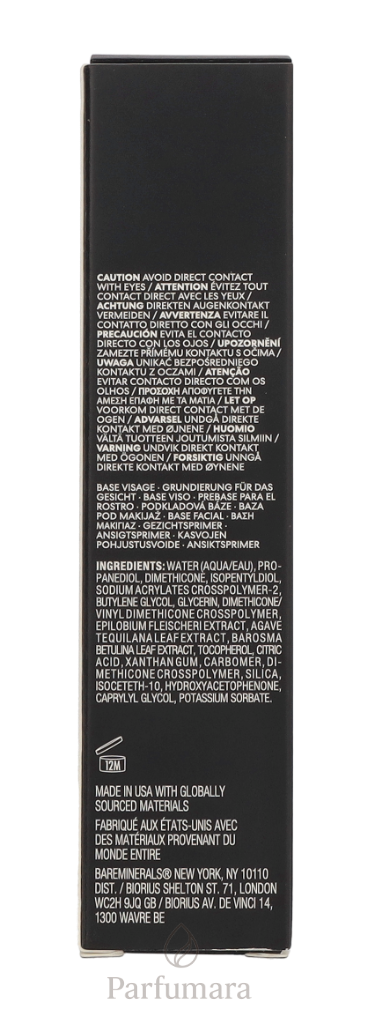 CAUTION AVOID DIRECT CONTACT
WITH EYES / ATTENTION ÉVITEZ TOUT
CONTACT DIRECT AVEC LES YEUX /
ACHTUNG DIREKTEN AUGENKONTAKT
VERMEIDEN / AVVERTENZA EVITARE IL
CONTATTO DIRETTO CON GLI OCCHI /
PRECAUCIÓN EVITA EL CONTACTO
DIRECTO CON LOS OJOS / UPOZORNĚNÍ
ZAMEZTE PŘÍMÉMU KONTAKTU S OČIMA /
UWAGA UNIKAĆ BEZPOŚREDNIEGO
KONTAKTU Z OCZAMI / ATENÇÃO
EVITAR CONTACTO DIRECTO COM OS
OLHOS / ΠΡΟΣΟΧΗ ΑΠΟΦΥΓΕΤΕ ΤΗΝ
ΑΜΕΣΗ ΕΠΑΦΗ ΜΕ ΤΑ ΜΑΤΙΑ / LET OP
VOORKOM DIRECT CONTACT MET DE
OGEN / ADVARSEL UNDGÅ DIREKTE
KONTAKT MED ØJNENE / HUOMIO
VÄLTÄ TUOTTEEN JOUTUMISTA SILMIIN /
VARNING UNDVIK DIREKT KONTAKT
MED ÖGONEN / FORSIKTIG UNNGÅ
DIREKTE KONTAKT MED ØYNENE
BASE VISAGE · GRUNDIERUNG FÜR DAS
GESICHT · BASE VISO · PREBASE PARA EL
ROSTRO · PODKLADOVÁ BÁZE · BAZA
POD MAKIJAŻ · BASE FACIAL · ΒΑΣΗ
ΜΑΚΙΓΙΑΖ · GEZICHTSPRIMER ·
ANSIGTSPRIMER · KASVOJEN
POHJUSTUSVOIDE · ANSIKTSPRIMER
INGREDIENTS: WATER (AQUA/EAU), PRO-
PANEDIOL, DIMETHICONE, ISOPENTYLDIOL,
SODIUM ACRYLATES CROSSPOLYMER-2,
BUTYLENE GLYCOL, GLYCERIN, DIMETHICONE/
VINYL DIMETHICONE CROSSPOLYMER,
EPILOBIUM FLEISCHERI EXTRACT, AGAVE
TEQUILANA LEAF EXTRACT, BAROSMA
BETULINA LEAF EXTRACT, TOCOPHEROL, CITRIC
ACID, XANTHAN GUM, CARBOMER, DI-
METHICONE CROSSPOLYMER, SILICA,
ISOCETETH-10, HYDROXYACETOPHENONE,
CAPRYLYL GLYCOL, POTASSIUM SORBATE.
12M
MADE IN USA WITH GLOBALLY
SOURCED MATERIALS
FABRIQUÉ AUX ÉTATS-UNIS AVEC
DES MATÉRIAUX PROVENANT DU
MONDE ENTIER
BAREMINERALS® NEW YORK, NY 10110
DIST. / BIORIUS SHELTON ST. 71, LONDON
WC2H 9JQ GB / BIORIUS AV. DE VINCI 14,
1300 WAVRE BE
Parfumara